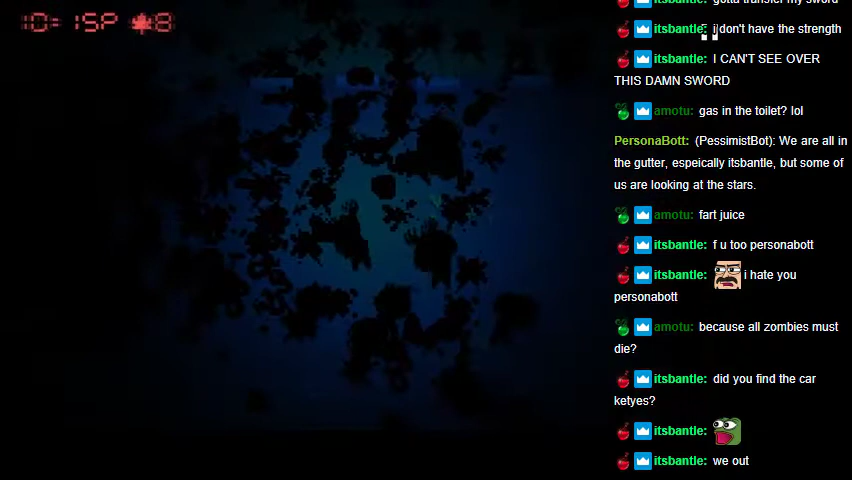 gotta transfer my sword
itsbantle: i don't have the strength
itsbantle: I CAN'T SEE OVER
THIS DAMN SWORD
amotu: gas in the toilet? lol
PersonaBott: (PessimistBot): We are all in
the gutter, espeically itsbantle, but some of
us are looking at the stars.
amotu: fart juice
itsbantle: f u too personabott
itsbantle: i hate you
personabott
amotu: because all zombies must
die?
itsbantle: did you find the car
ketyes?
itsbantle:
itsbantle: we out